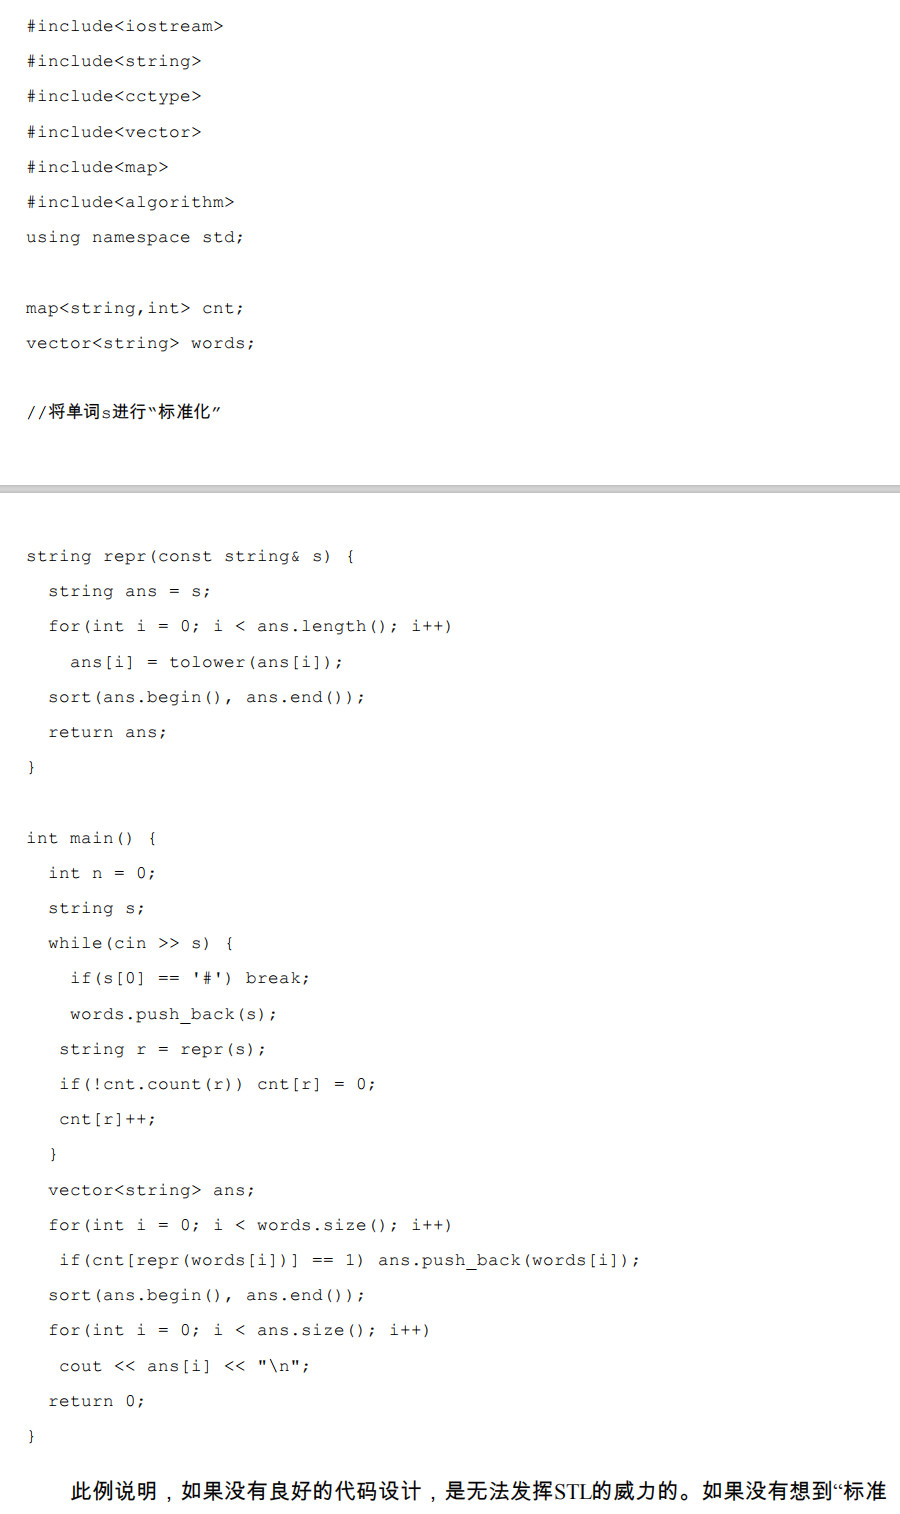 #include<iostream>
#include<string>
#include<cctype>
#include<vector>
#include<map>
#include<algorithm>
using namespace std;
map<string,int> cnt;
vector<string> words;
//将单词s进行“标准化”
string repr(const string& s) {
string ans = s;
for(int i = 0; i < ans.length(); i++)
ans[i] = tolower(ans[i]);
sort(ans.begin(), ans.end());
return ans;
}
int main() {
int n = 0;
string s;
while(cin >> s) {
if(s[0] == '#') break;
words.push_back(s);
string r = repr(s);
if(!cnt.count(r)) cnt[r] = 0;
cnt[r]++;
}
vector<string> ans;
for(int i = 0; i < words.size(); i++)
if(cnt[repr(words[i])] == 1) ans.push_back(words[i]);
sort(ans.begin(), ans.end());
for(int i = 0; i < ans.size(); i++)
cout << ans[i] << "\n";
return 0;
}
此例说明，如果没有良好的代码设计，是无法发挥STL的威力的。如果没有想到“标准